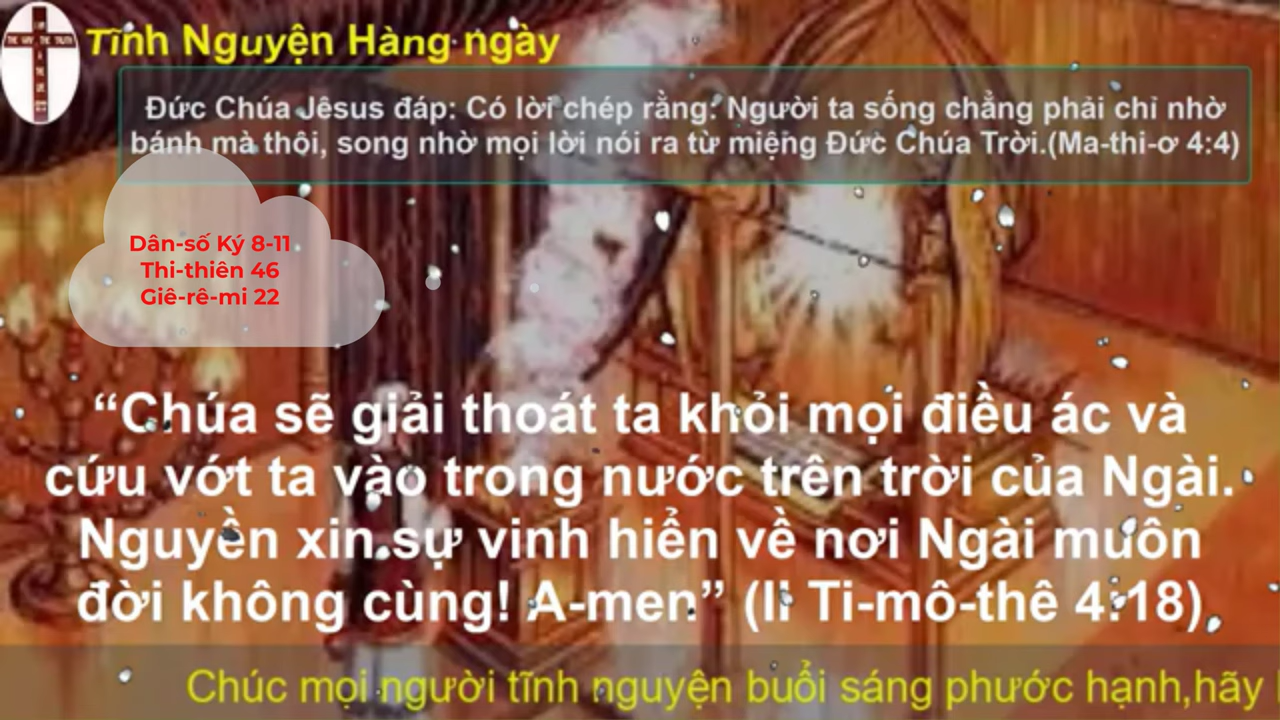 Tĩnh Nguyện Hàng ngày
Đức Chúa Jêsus đáp: Có lời chép rằng: Người ta sống chẳng phải chỉ nhờ
bánh mà thôi, song nhờ mọi lời nói ra từ miệng Đức Chúa Trời.(Ma-thi-ơ 4:4)
Dân-số Ký 8-11
Thi-thiên 46
Giê-rê-mi 22
“Chúa sẽ giải thoát ta khỏi mọi điều ác và
cứu vớt ta vào trong nước trên trời của Ngài.
Nguyền xin sự vinh hiển về nơi Ngài muôn
đời không cùng! A-men” (Ii Ti-mô-thê 4:18)
Chúc mọi người tĩnh nguyện buổi sáng phước hạnh,hãy